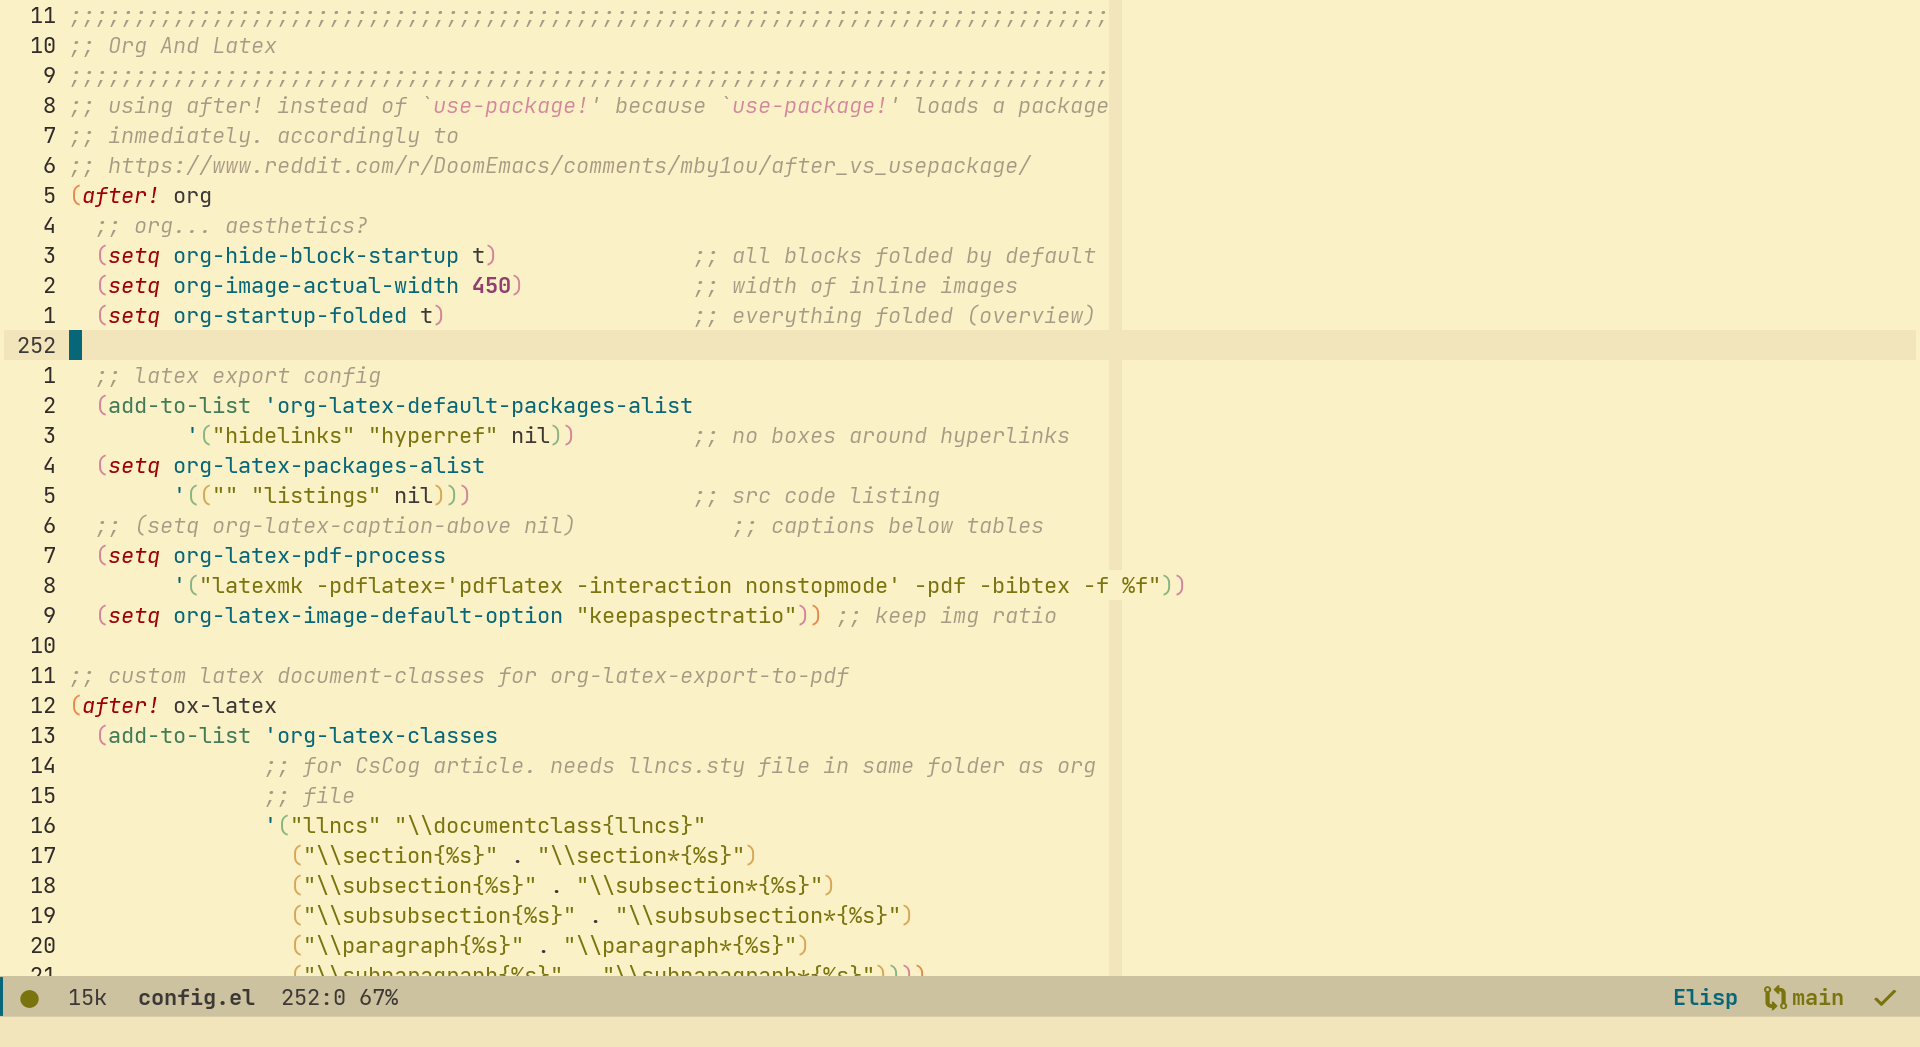 11 ;;;;;;;;;;;;;;;;;;;;;;;;;;;;;;;;;;;;;;;;;;;;;;;;;;;;;;;;;;;;;;;;;;;;;;;;;;;;;;;;
10 ;; Org And Latex
9 ;;;;;;;;;;;;;;;;;;;;;;;;;;;;;;;;;;;;;;;;;;;;;;;;;;;;;;;;;;;;;;;;;;;;;;;;;;;;;;;;
8 ;; using after! instead of `use-package!' because `use-package!' loads a package
7 ;; inmediately. accordingly to
6 ;; https://www.reddit.com/r/DoomEmacs/comments/mby1ou/after_vs_usepackage/
5 (after! org
4   ;; org... aesthetics?
3   (setq org-hide-block-startup t)               ;; all blocks folded by default
2   (setq org-image-actual-width 450)             ;; width of inline images
1   (setq org-startup-folded t)                   ;; everything folded (overview)
252
1   ;; latex export config
2   (add-to-list 'org-latex-default-packages-alist
3          '("hidelinks" "hyperref" nil))         ;; no boxes around hyperlinks
4   (setq org-latex-packages-alist
5         '(("" "listings" nil)))                 ;; src code listing
6   ;; (setq org-latex-caption-above nil)            ;; captions below tables
7   (setq org-latex-pdf-process
8         '("latexmk -pdflatex='pdflatex -interaction nonstopmode' -pdf -bibtex -f %f"))
9   (setq org-latex-image-default-option "keepaspectratio")) ;; keep img ratio
10
11 ;; custom latex document-classes for org-latex-export-to-pdf
12 (after! ox-latex
13   (add-to-list 'org-latex-classes
14                ;; for CsCog article. needs llncs.sty file in same folder as org
15                ;; file
16                '("llncs" "\\documentclass{llncs}"
17                  ("\\section{%s}" . "\\section*{%s}")
18                  ("\\subsection{%s}" . "\\subsection*{%s}")
19                  ("\\subsubsection{%s}" . "\\subsubsection*{%s}")
20                  ("\\paragraph{%s}" . "\\paragraph*{%s}")
21                  ("\\subparagraph{%s}" . "\\subparagraph*{%s}"))))
15k config.el 252:0 67% Elisp main